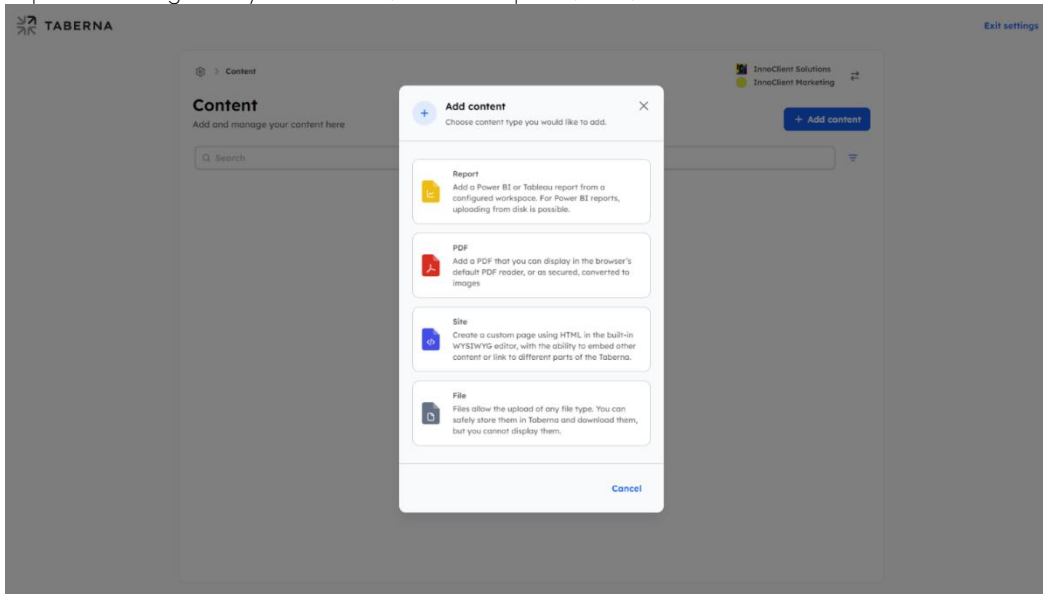 TABERNA
Exit settings
Content
InnoClient Solutions
InnoClient Marketing
Content
Add and manage your content here
+ Add content
Search
Add content
Choose content type you would like to add.
Report
Add a Power BI or Tableau report from a
configured workspace. For Power BI reports,
uploading from disk is possible.
PDF
Add a PDF that you can display in the browser's
default PDF reader, or as secured, converted to
images
Site
Create a custom page using HTML in the built-in
WYSIWYG editor, with the ability to embed other
content or link to different parts of the Taberna.
File
Files allow the upload of any file type. You can
safely store them in Taberna and download them,
but you cannot display them.
Cancel